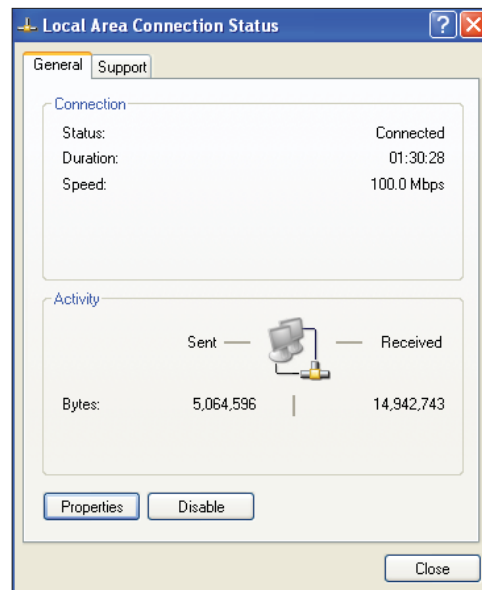 Local Area Connection Status
General Support
Connection
Status: Connected
Duration: 01:30:28
Speed: 100.0 Mbps
Activity
Sent Received
Bytes: 5,064,596 14,942,743
Properties Disable
Close